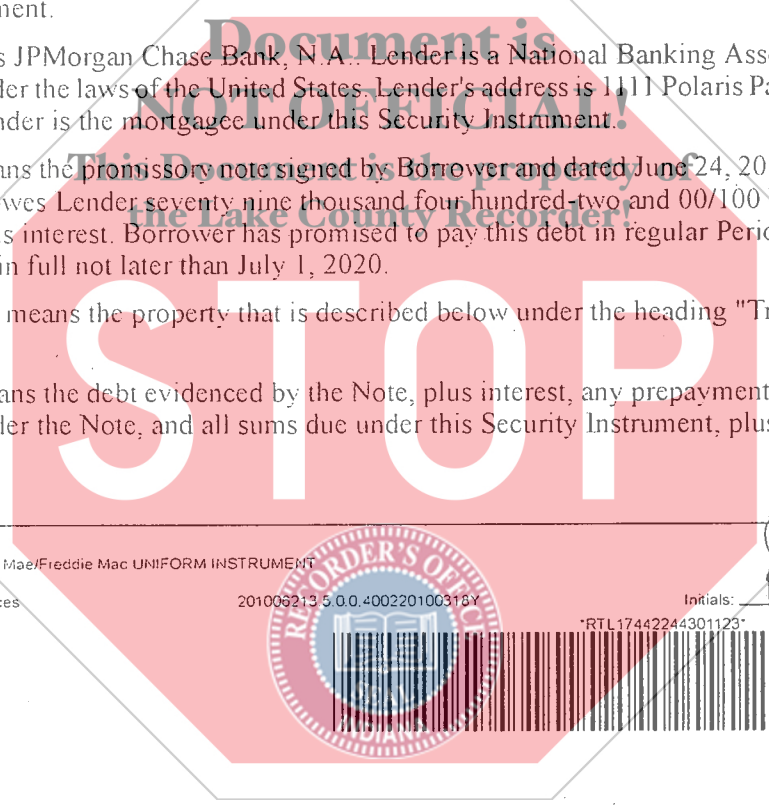 ment.
Document is
s JPMorgan Chase Bank, N.A.. Lender is a National Banking Asso
der the laws of the United States. Lender's address is 1111 Polaris Pa
NOT OFFICIAL!
nder is the mortgagee under this Security Instrument.
ans the promissory note signed by Borrower and dated June 24, 20
This Document is the property of
wes Lender seventy nine thousand four hundred-two and 00/100
the Lake County Recorder!
s interest. Borrower has promised to pay this debt in regular Perio
in full not later than July 1, 2020.
means the property that is described below under the heading "Tr
STOP
ans the debt evidenced by the Note, plus interest, any prepayment
der the Note, and all sums due under this Security Instrument, plus
Mae/Freddie Mac UNIFORM INSTRUMENT
RECORDER'S OFFICE
ces
201006213 5.0.0.400220100318Y
Initials:
*RTL17442244301123*
SEAL
INDIANA